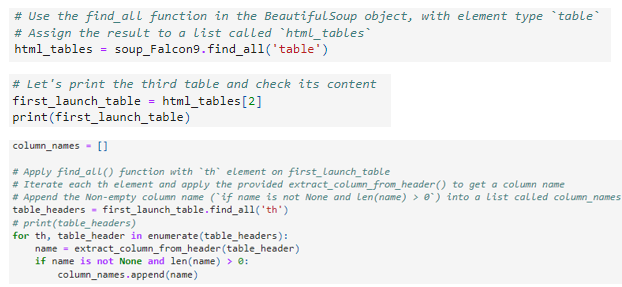 # Use the find_all function in the BeautifulSoup object, with element type `table`
# Assign the result to a list called `html_tables`
html_tables = soup_Falcon9.find_all('table')
# Let's print the third table and check its content
first_launch_table = html_tables[2]
print(first_launch_table)
column_names = []
# Apply find_all() function with `th` element on first_launch_table
# Iterate each th element and apply the provided extract_column_from_header() to get a column name
# Append the Non-empty column name (`if name is not None and len(name) > 0`) into a list called column_names
table_headers = first_launch_table.find_all('th')
# print(table_headers)
for th, table_header in enumerate(table_headers):
    name = extract_column_from_header(table_header)
    if name is not None and len(name) > 0:
        column_names.append(name)